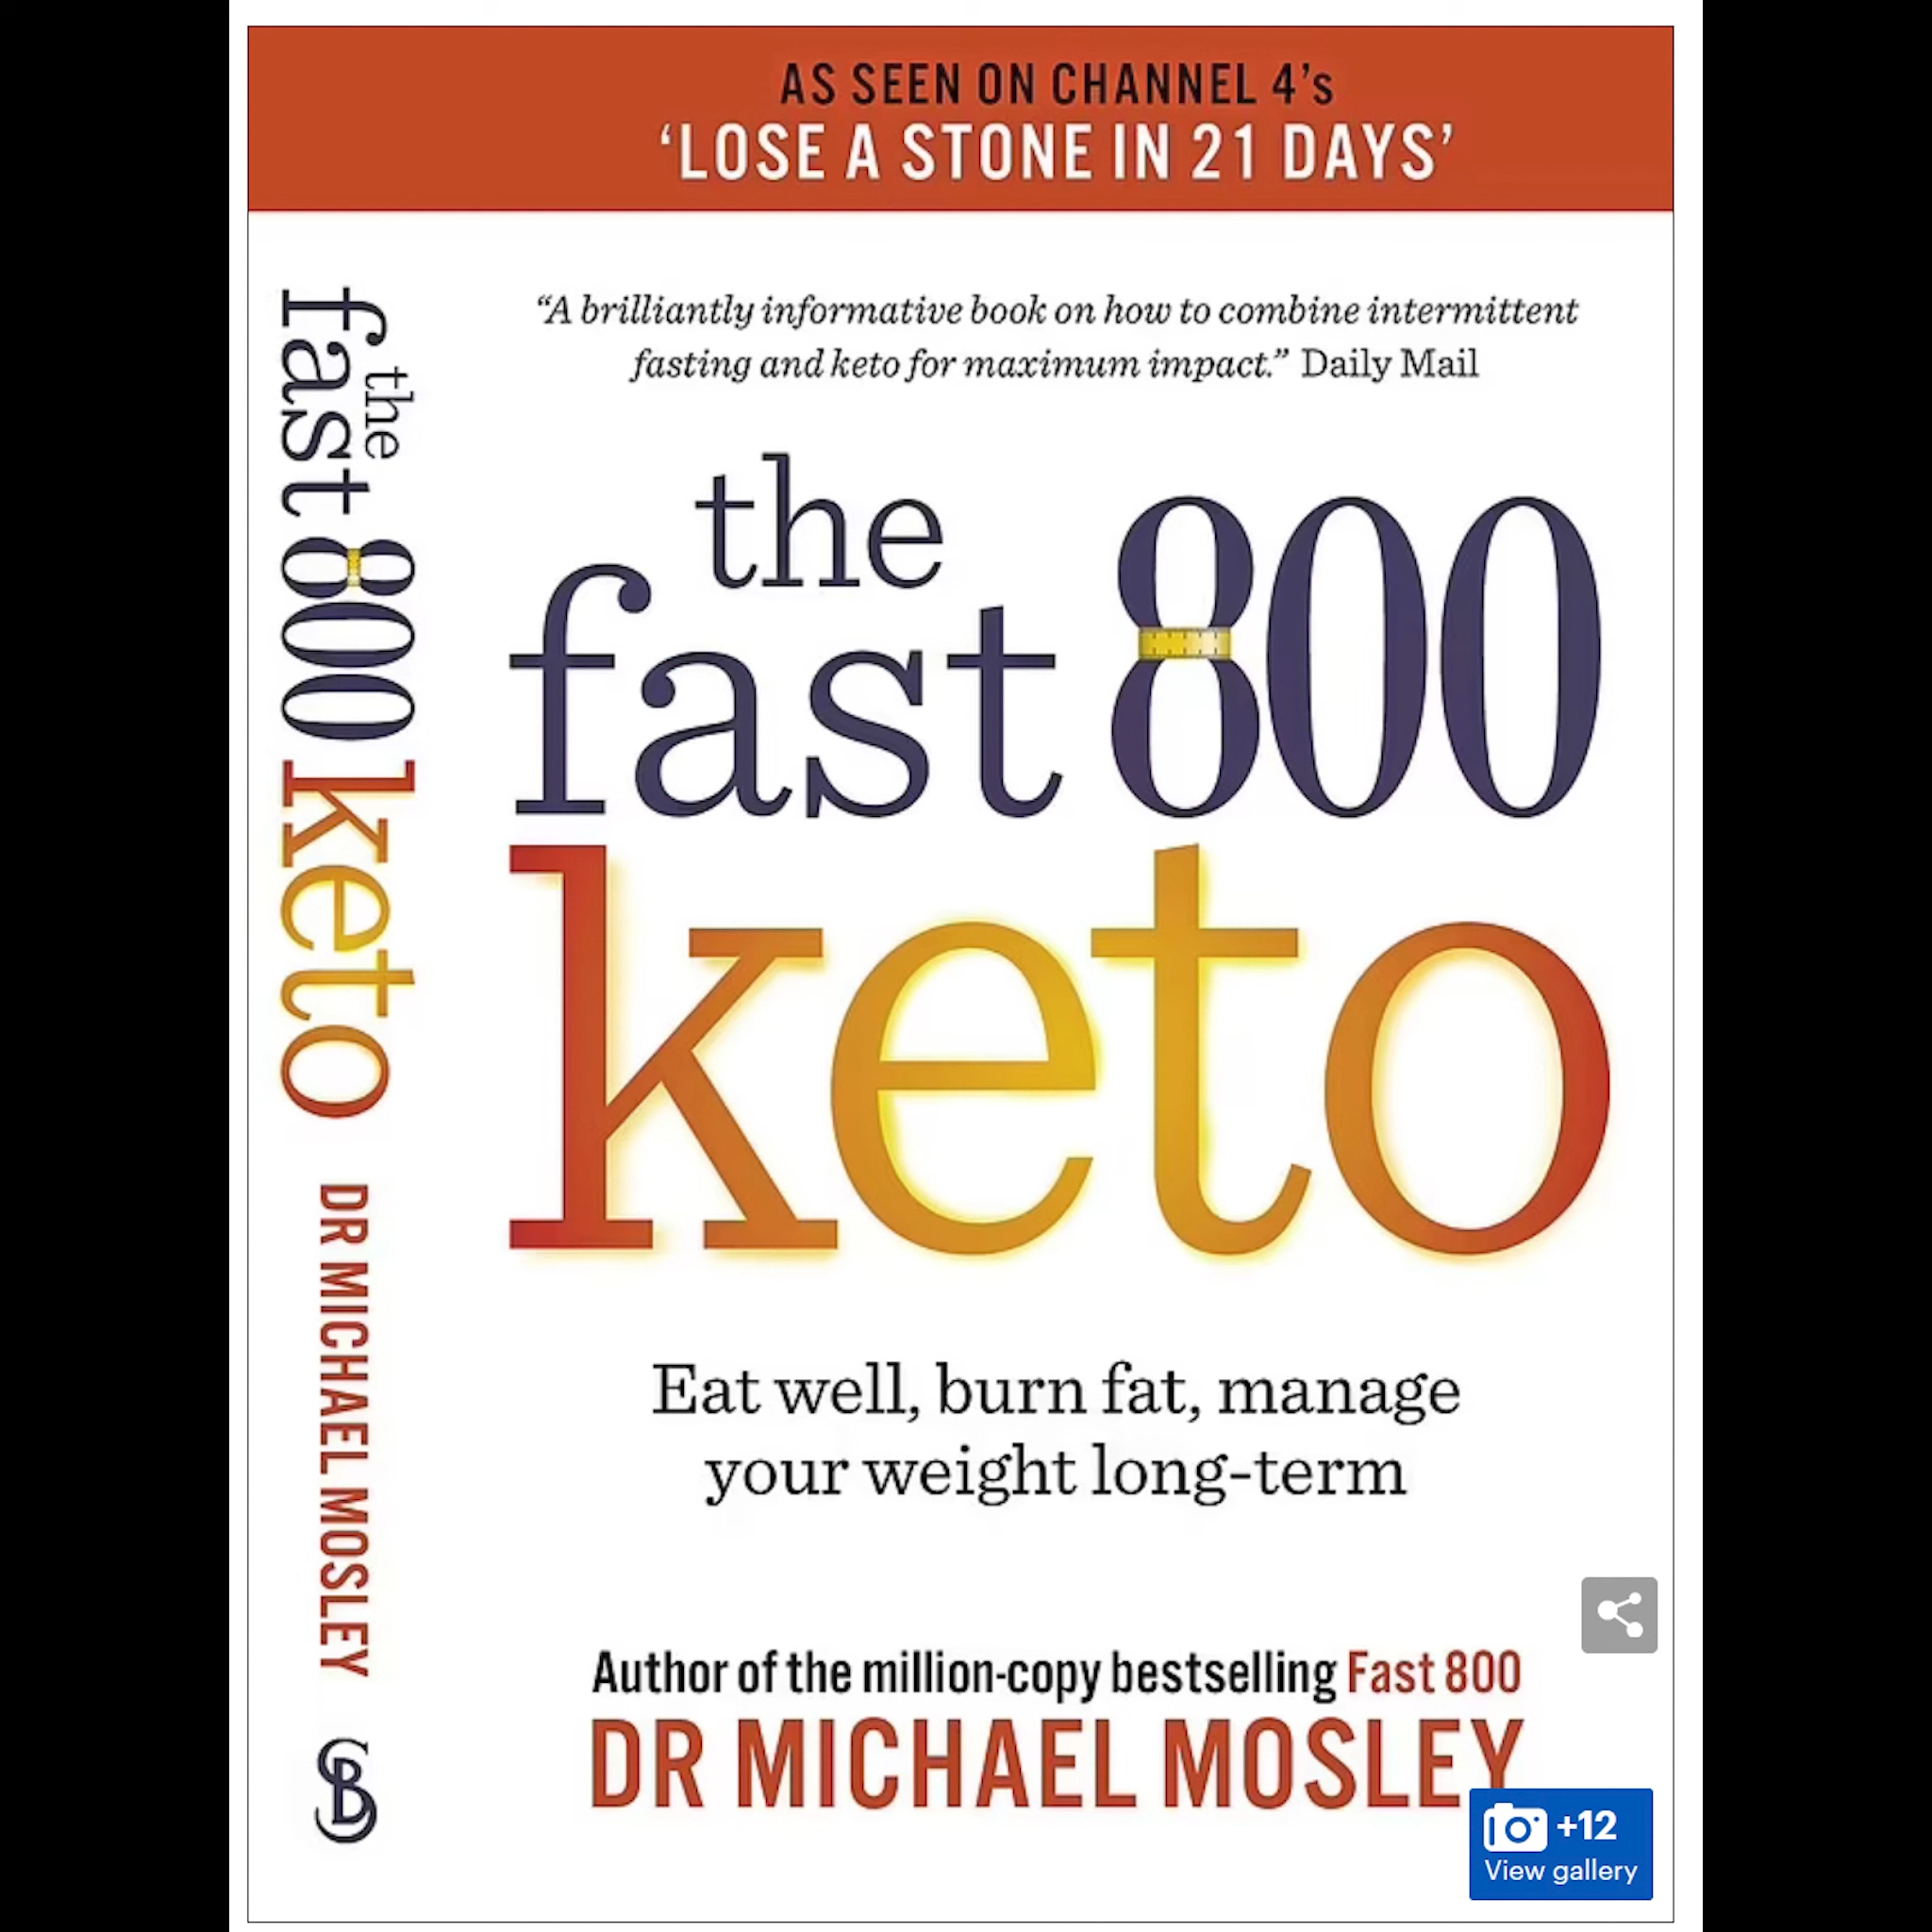 AS SEEN ON CHANNEL 4's
‘LOSE A STONE IN 21 DAYS’
“A brilliantly informative book on how to combine intermittent
fasting and keto for maximum impact.” Daily Mail
the
fast 800
keto
Eat well, burn fat, manage
your weight long-term
Author of the million-copy bestselling Fast 800
DR MICHAEL MOSLEY
the fast 800 keto DR MICHAEL MOSLEY
SB
+12
View gallery